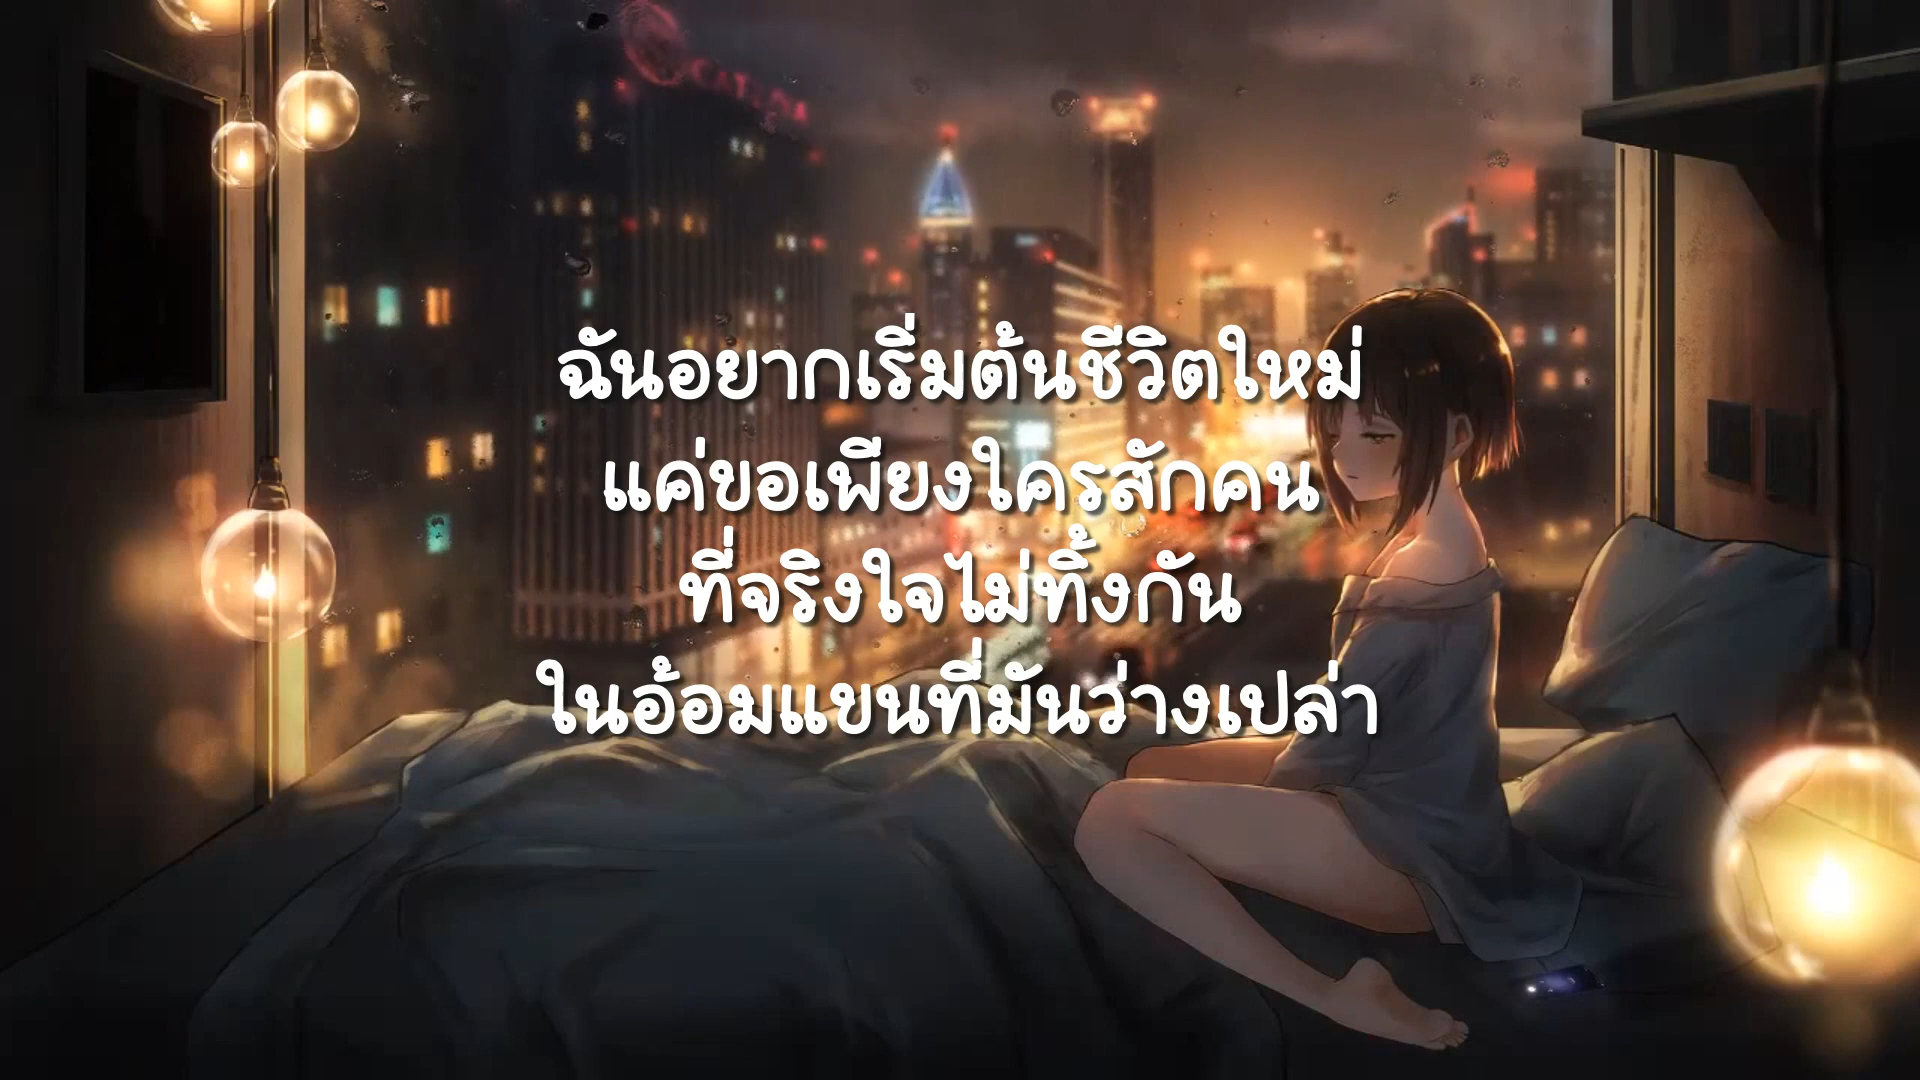 ฉันอยากเริ่มต้นชีวิตใหม่
แค่ขอเพียงใครสักคน
ที่จริงใจไม่ทิ้งกัน
ในอ้อมแขนที่มันว่างเปล่า